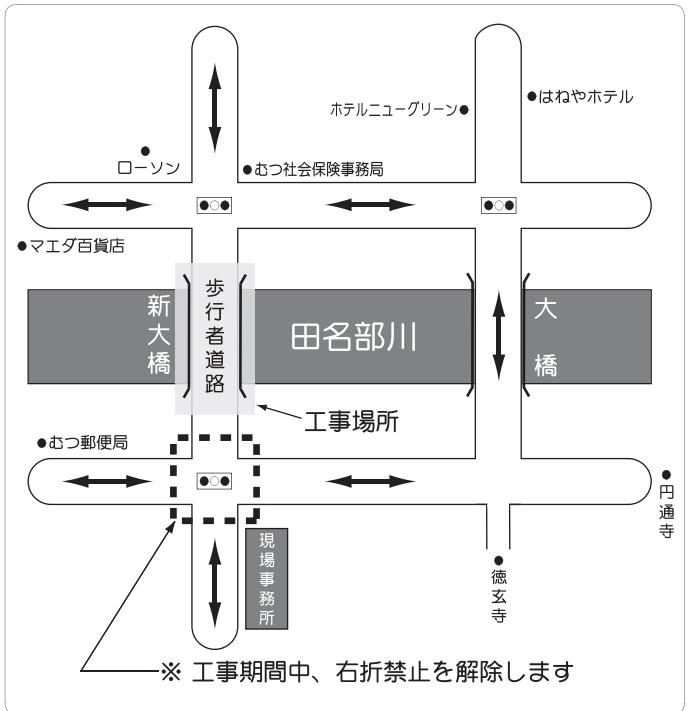 ホテルニューグリーン
はねやホテル
ローソン
むつ社会保険事務局
マエダ百貨店
新大橋
歩行者道路
田名部川
大橋
工事場所
むつ郵便局
円通寺
現場事務所
徳玄寺
※ 工事期間中、右折禁止を解除します